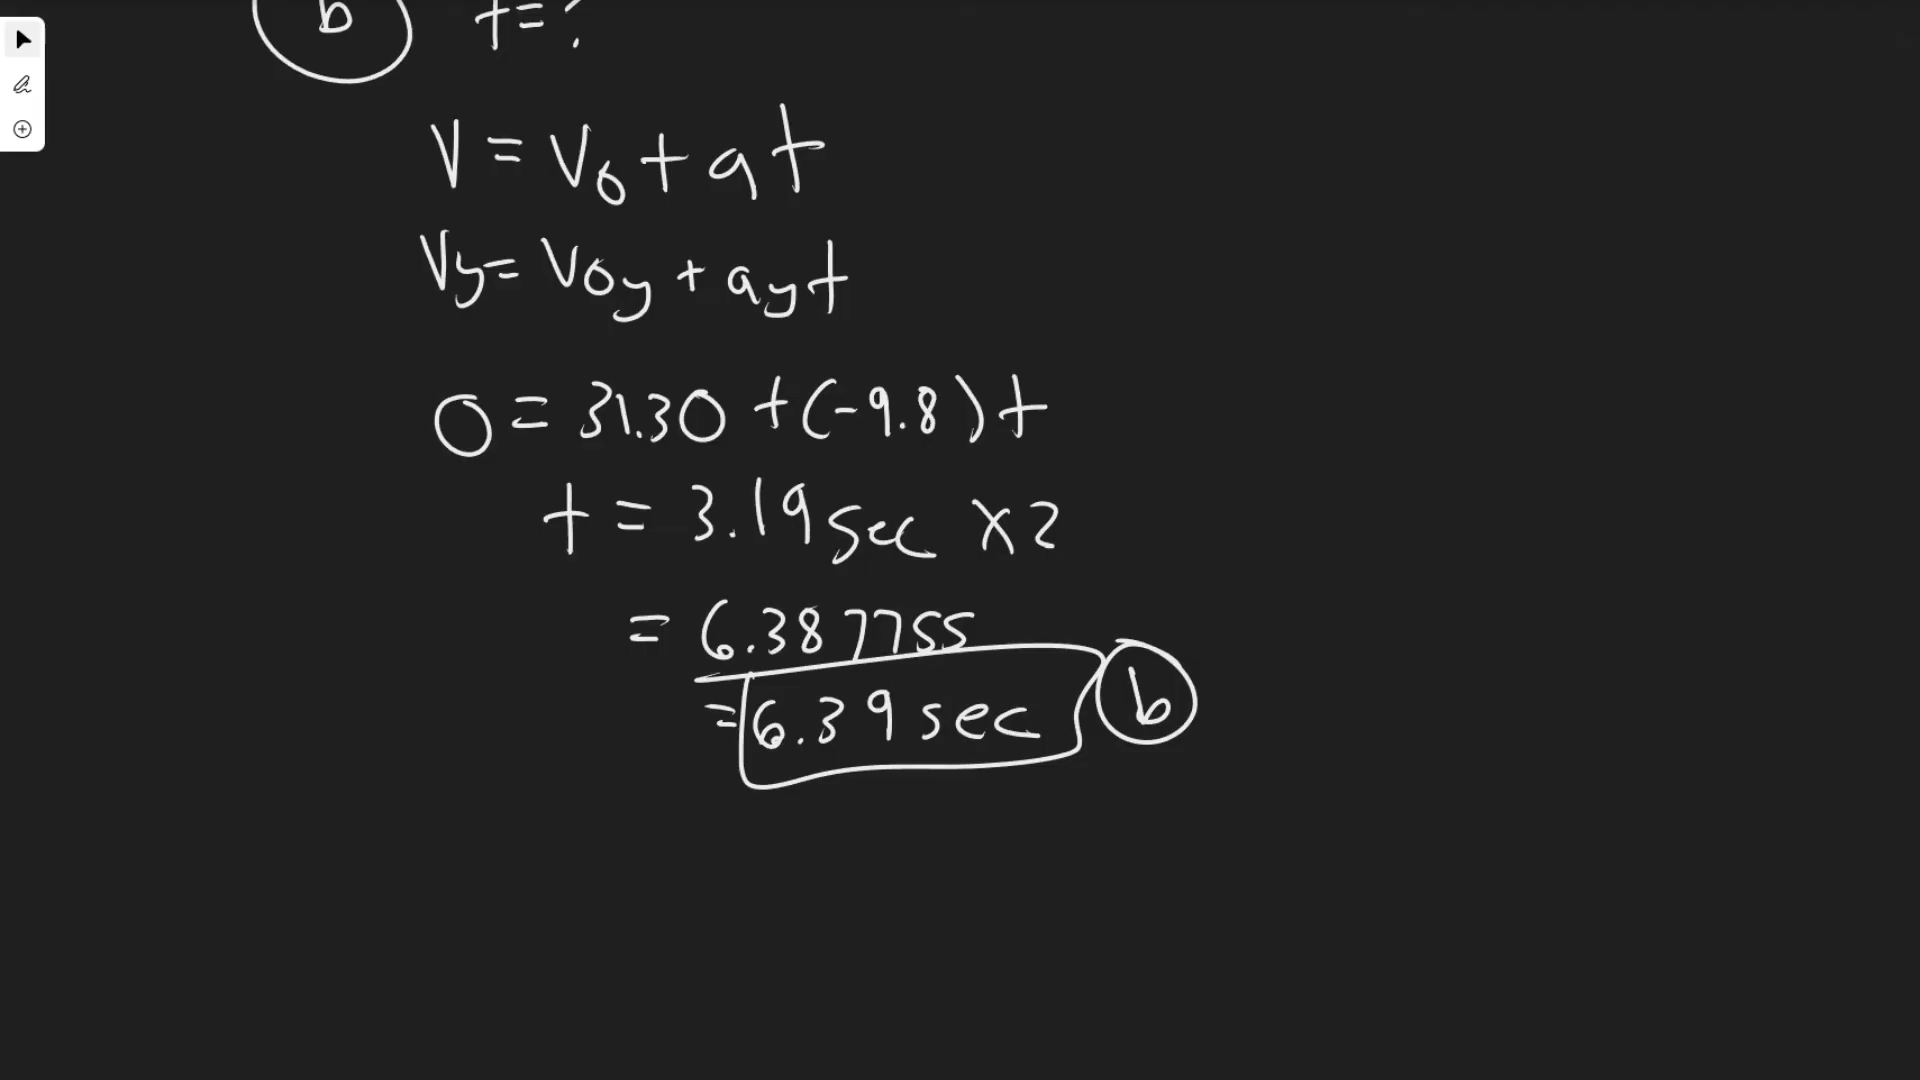 b t=?
V = V₀ + at
Vy = V₀y + ayt
0 = 31.30 + (-9.8)t
t = 3.19 sec x2
= 6.387755
= 6.39 sec b